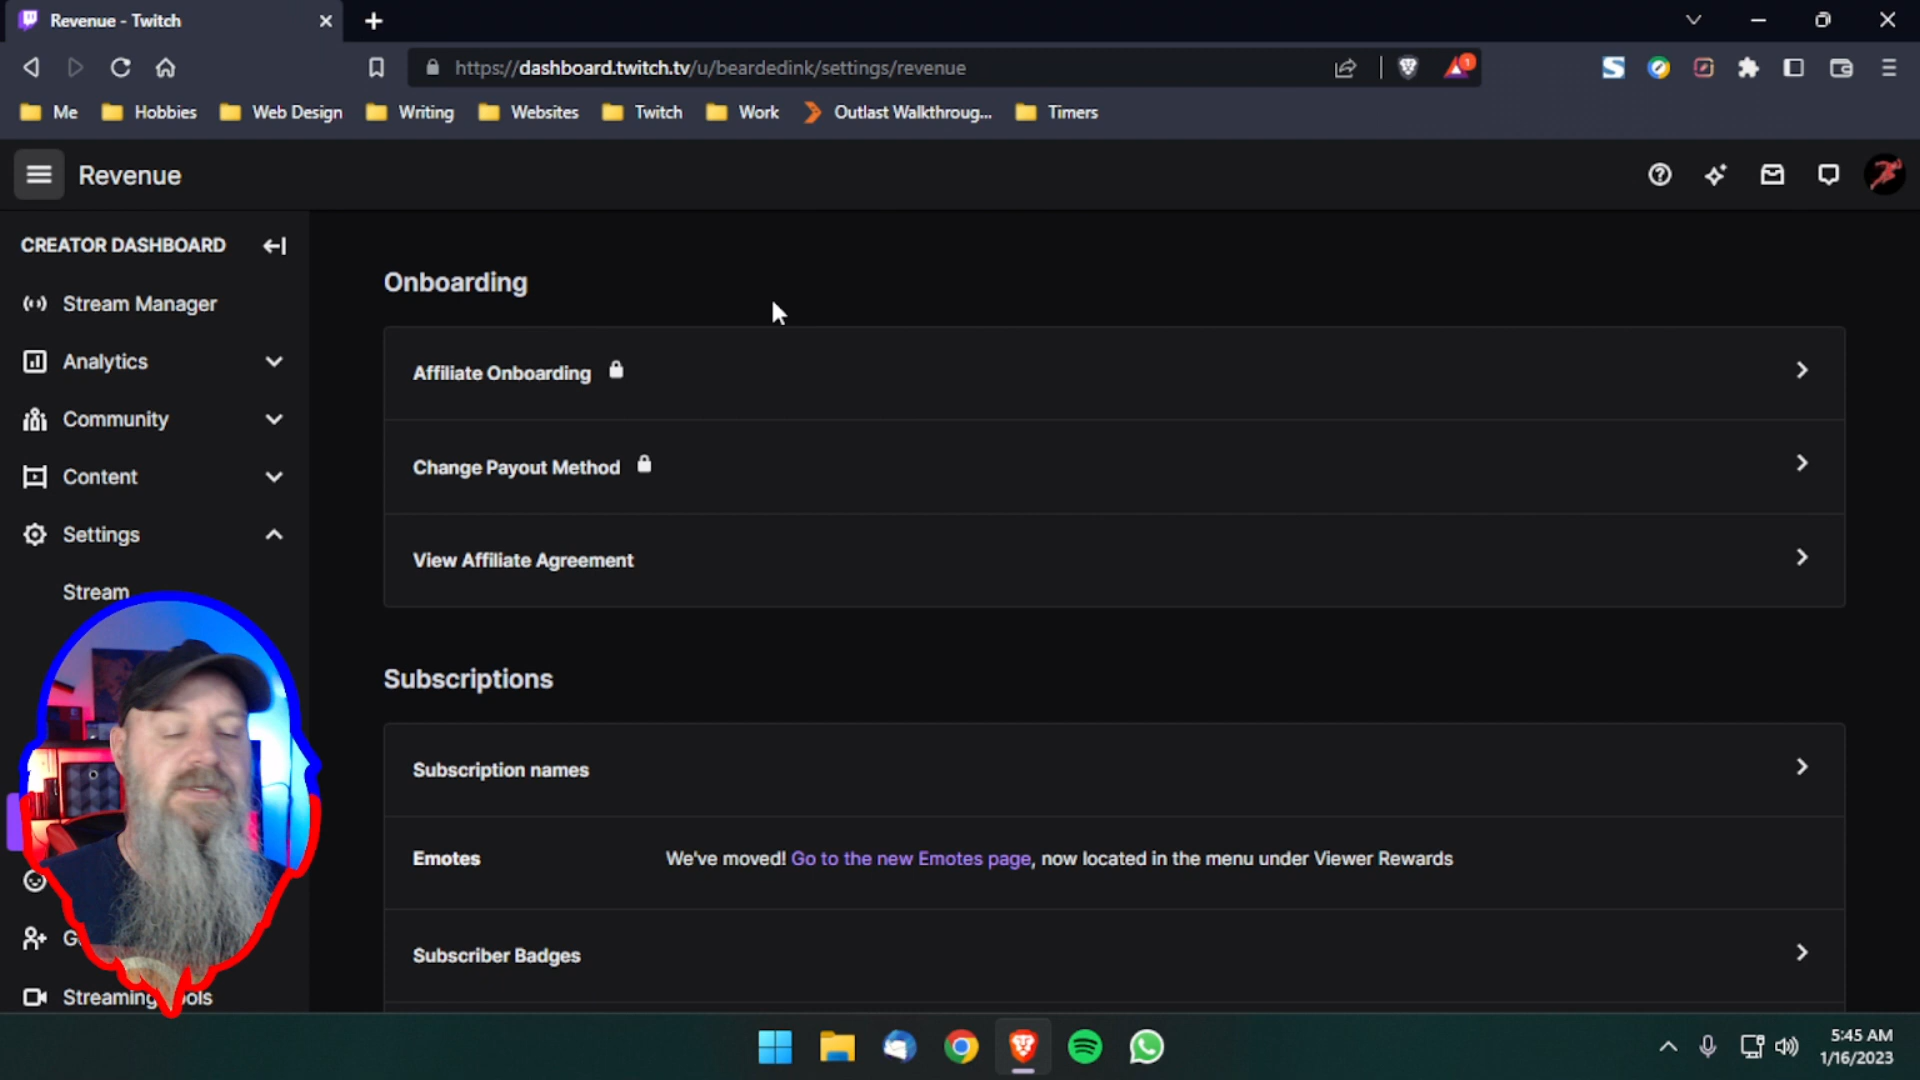 Revenue - Twitch
https://dashboard.twitch.tv/u/beardedink/settings/revenue
1
Me Hobbies Web Design Writing Websites Twitch Work Outlast Walkthroug... Timers
Revenue
CREATOR DASHBOARD
Stream Manager
Analytics
Community
Content
Settings
Stream
Streaming
Onboarding
Affiliate Onboarding
Change Payout Method
View Affiliate Agreement
Subscriptions
Subscription names
Emotes We've moved! Go to the new Emotes page, now located in the menu under Viewer Rewards
Subscriber Badges
5:45 AM
1/16/2023